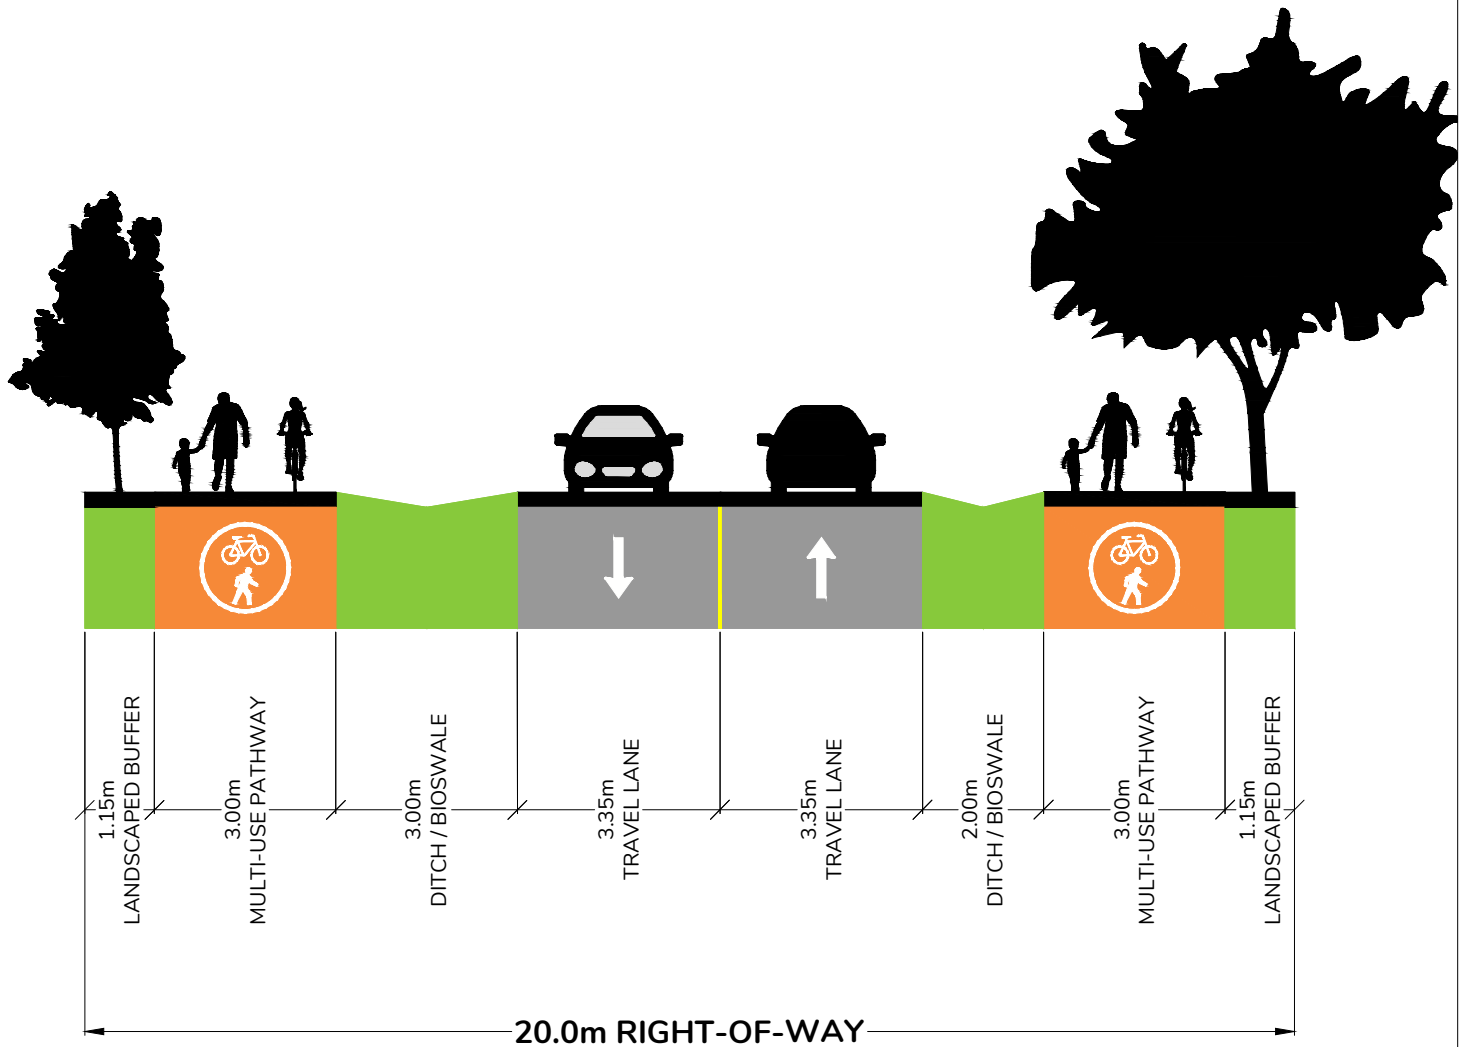 1.15m
LANDSCAPED BUFFER
3.00m
MULTI-USE PATHWAY
3.00m
DITCH / BIOSWALE
3.35m
TRAVEL LANE
3.35m
TRAVEL LANE
2.00m
DITCH / BIOSWALE
3.00m
MULTI-USE PATHWAY
1.15m
LANDSCAPED BUFFER
20.0m RIGHT-OF-WAY